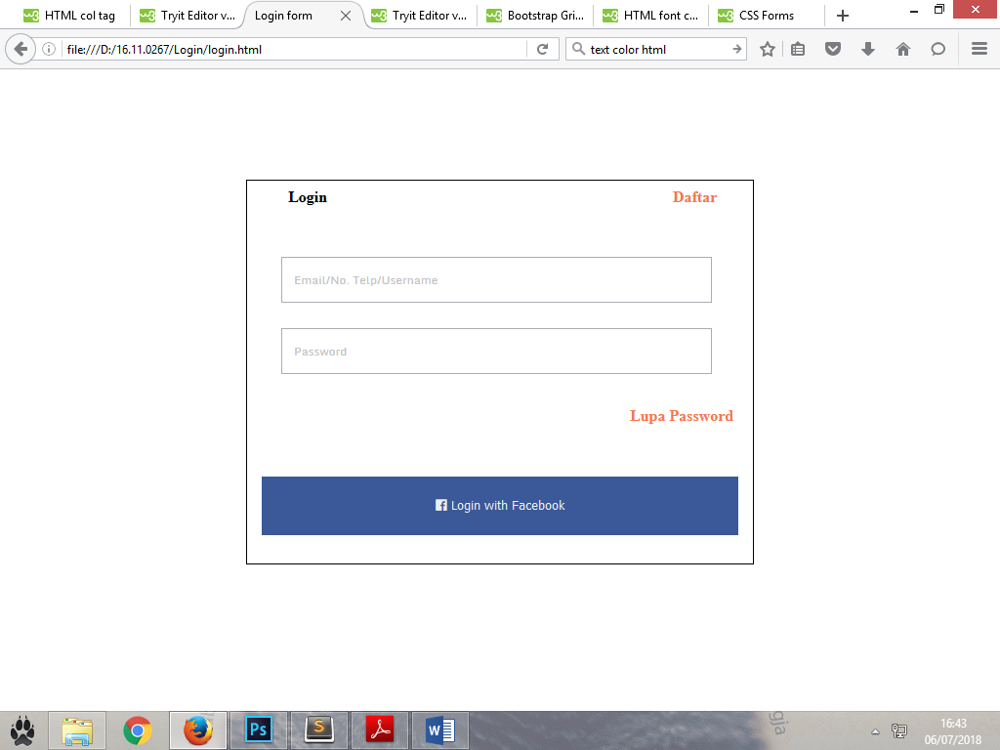 HTML col tag
Tryit Editor v...
Login form
Tryit Editor v...
Bootstrap Gri...
HTML font c...
CSS Forms
file:///D:/16.11.0267/Login/login.html
text color html
Login
Daftar
Email/No. Telp/Username
Password
Lupa Password
Login with Facebook
Ps
S
W
gja
16:43
06/07/2018